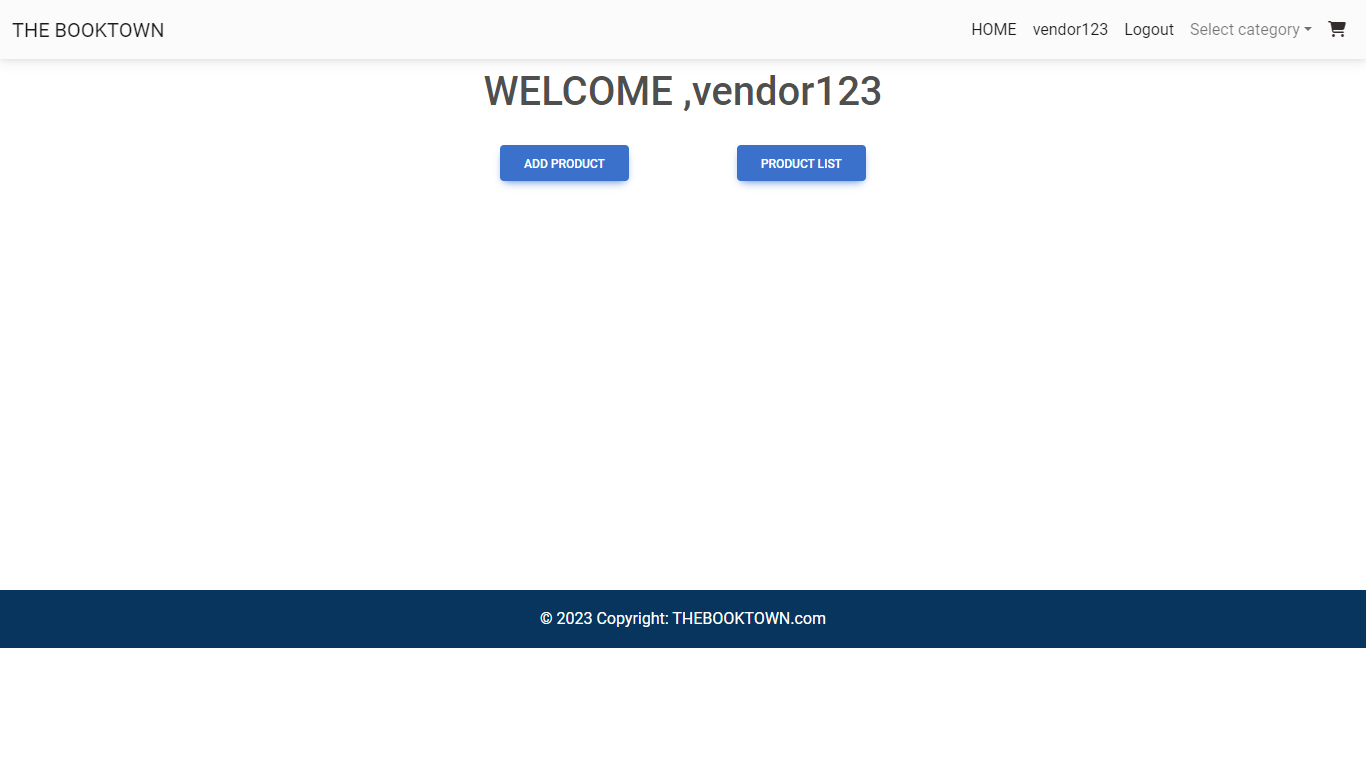 THE BOOKTOWN
HOME vendor123 Logout Select category
WELCOME ,vendor123
ADD PRODUCT PRODUCT LIST
© 2023 Copyright: THEBOOKTOWN.com